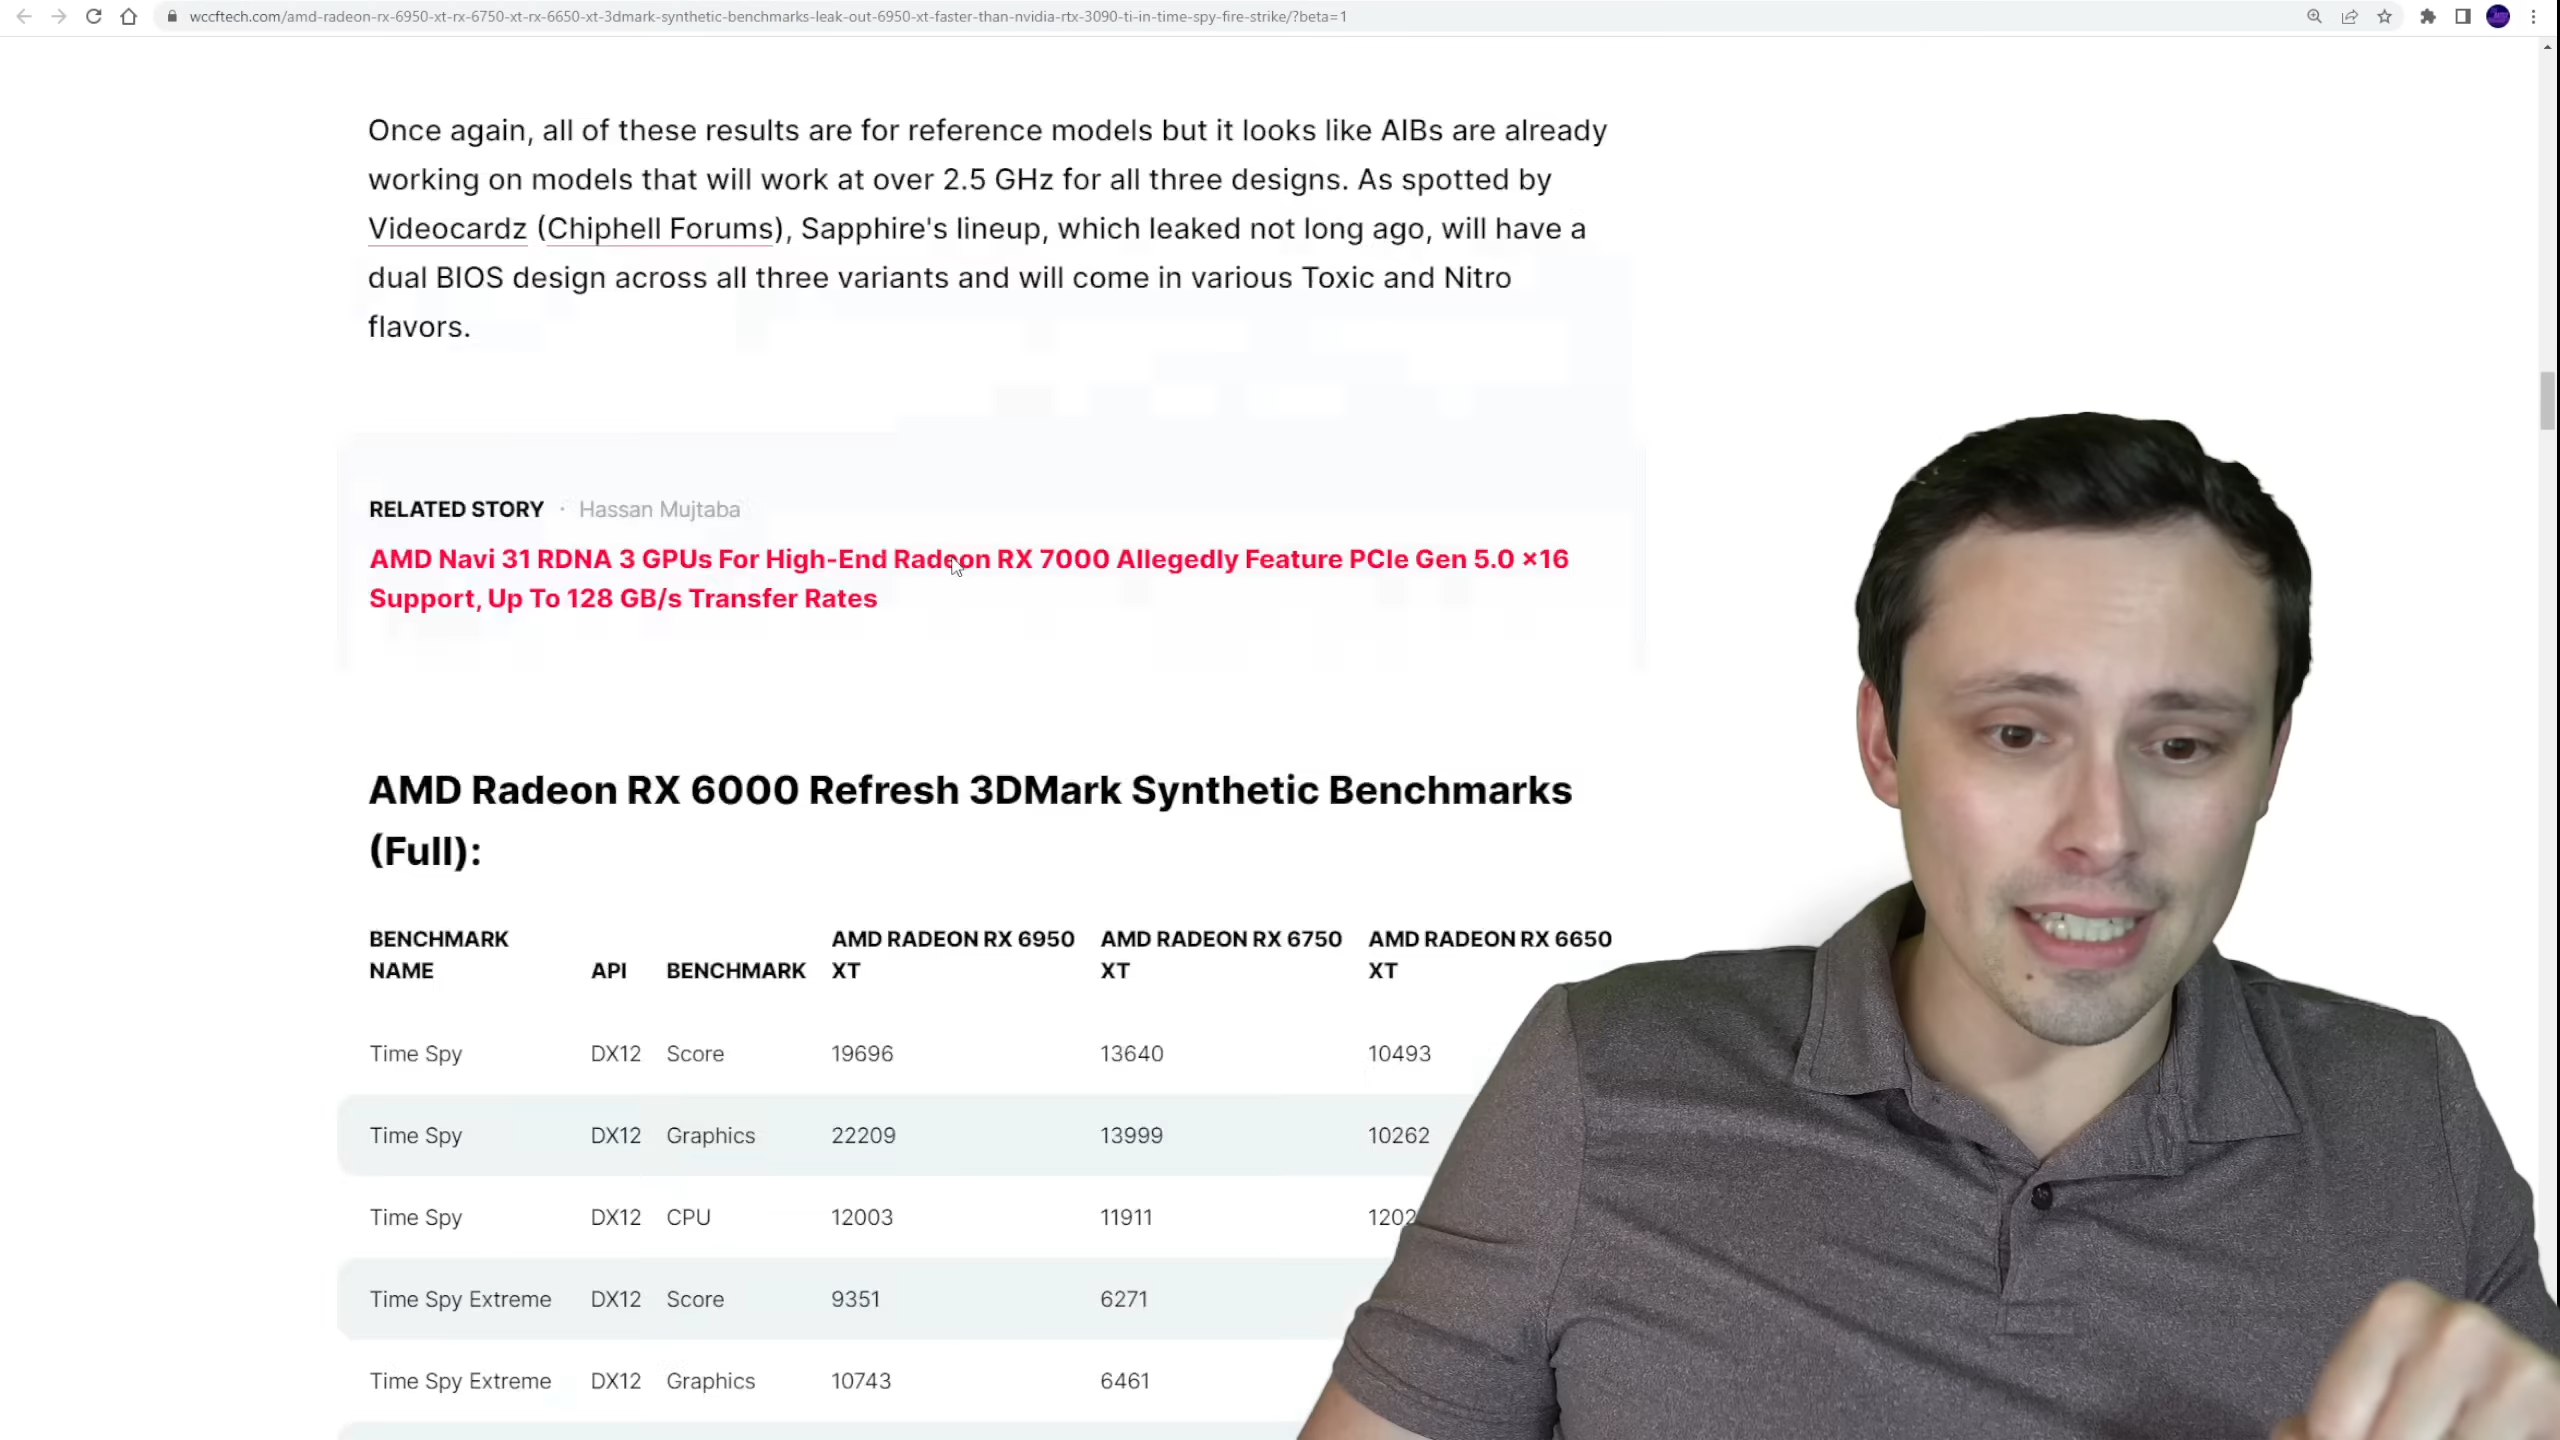 wccftech.com/amd-radeon-rx-6950-xt-rx-6750-xt-rx-6650-xt-3dmark-synthetic-benchmarks-leak-out-6950-xt-faster-than-nvidia-rtx-3090-ti-in-time-spy-fire-strike/?beta=1
Once again, all of these results are for reference models but it looks like AIBs are already
working on models that will work at over 2.5 GHz for all three designs. As spotted by
Videocardz (Chiphell Forums), Sapphire's lineup, which leaked not long ago, will have a
dual BIOS design across all three variants and will come in various Toxic and Nitro
flavors.
RELATED STORY · Hassan Mujtaba
AMD Navi 31 RDNA 3 GPUs For High-End Radeon RX 7000 Allegedly Feature PCIe Gen 5.0 ×16
Support, Up To 128 GB/s Transfer Rates
AMD Radeon RX 6000 Refresh 3DMark Synthetic Benchmarks
(Full):
BENCHMARK NAME API BENCHMARK AMD RADEON RX 6950 XT AMD RADEON RX 6750 XT AMD RADEON RX 6650 XT
Time Spy DX12 Score 19696 13640 10493
Time Spy DX12 Graphics 22209 13999 10262
Time Spy DX12 CPU 12003 11911
Time Spy Extreme DX12 Score 9351 6271
Time Spy Extreme DX12 Graphics 10743 6461